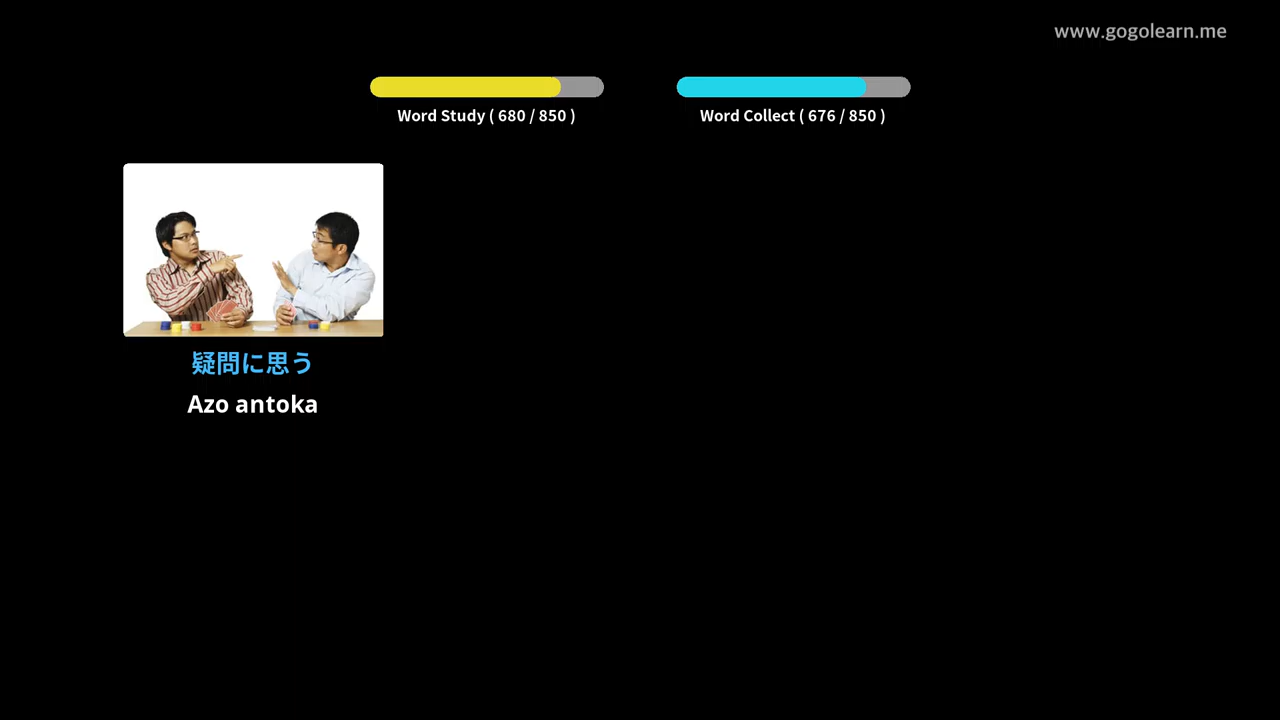 www.gogolearn.me
Word Study ( 680 / 850 )
Word Collect ( 676 / 850 )
疑問に思う
Azo antoka